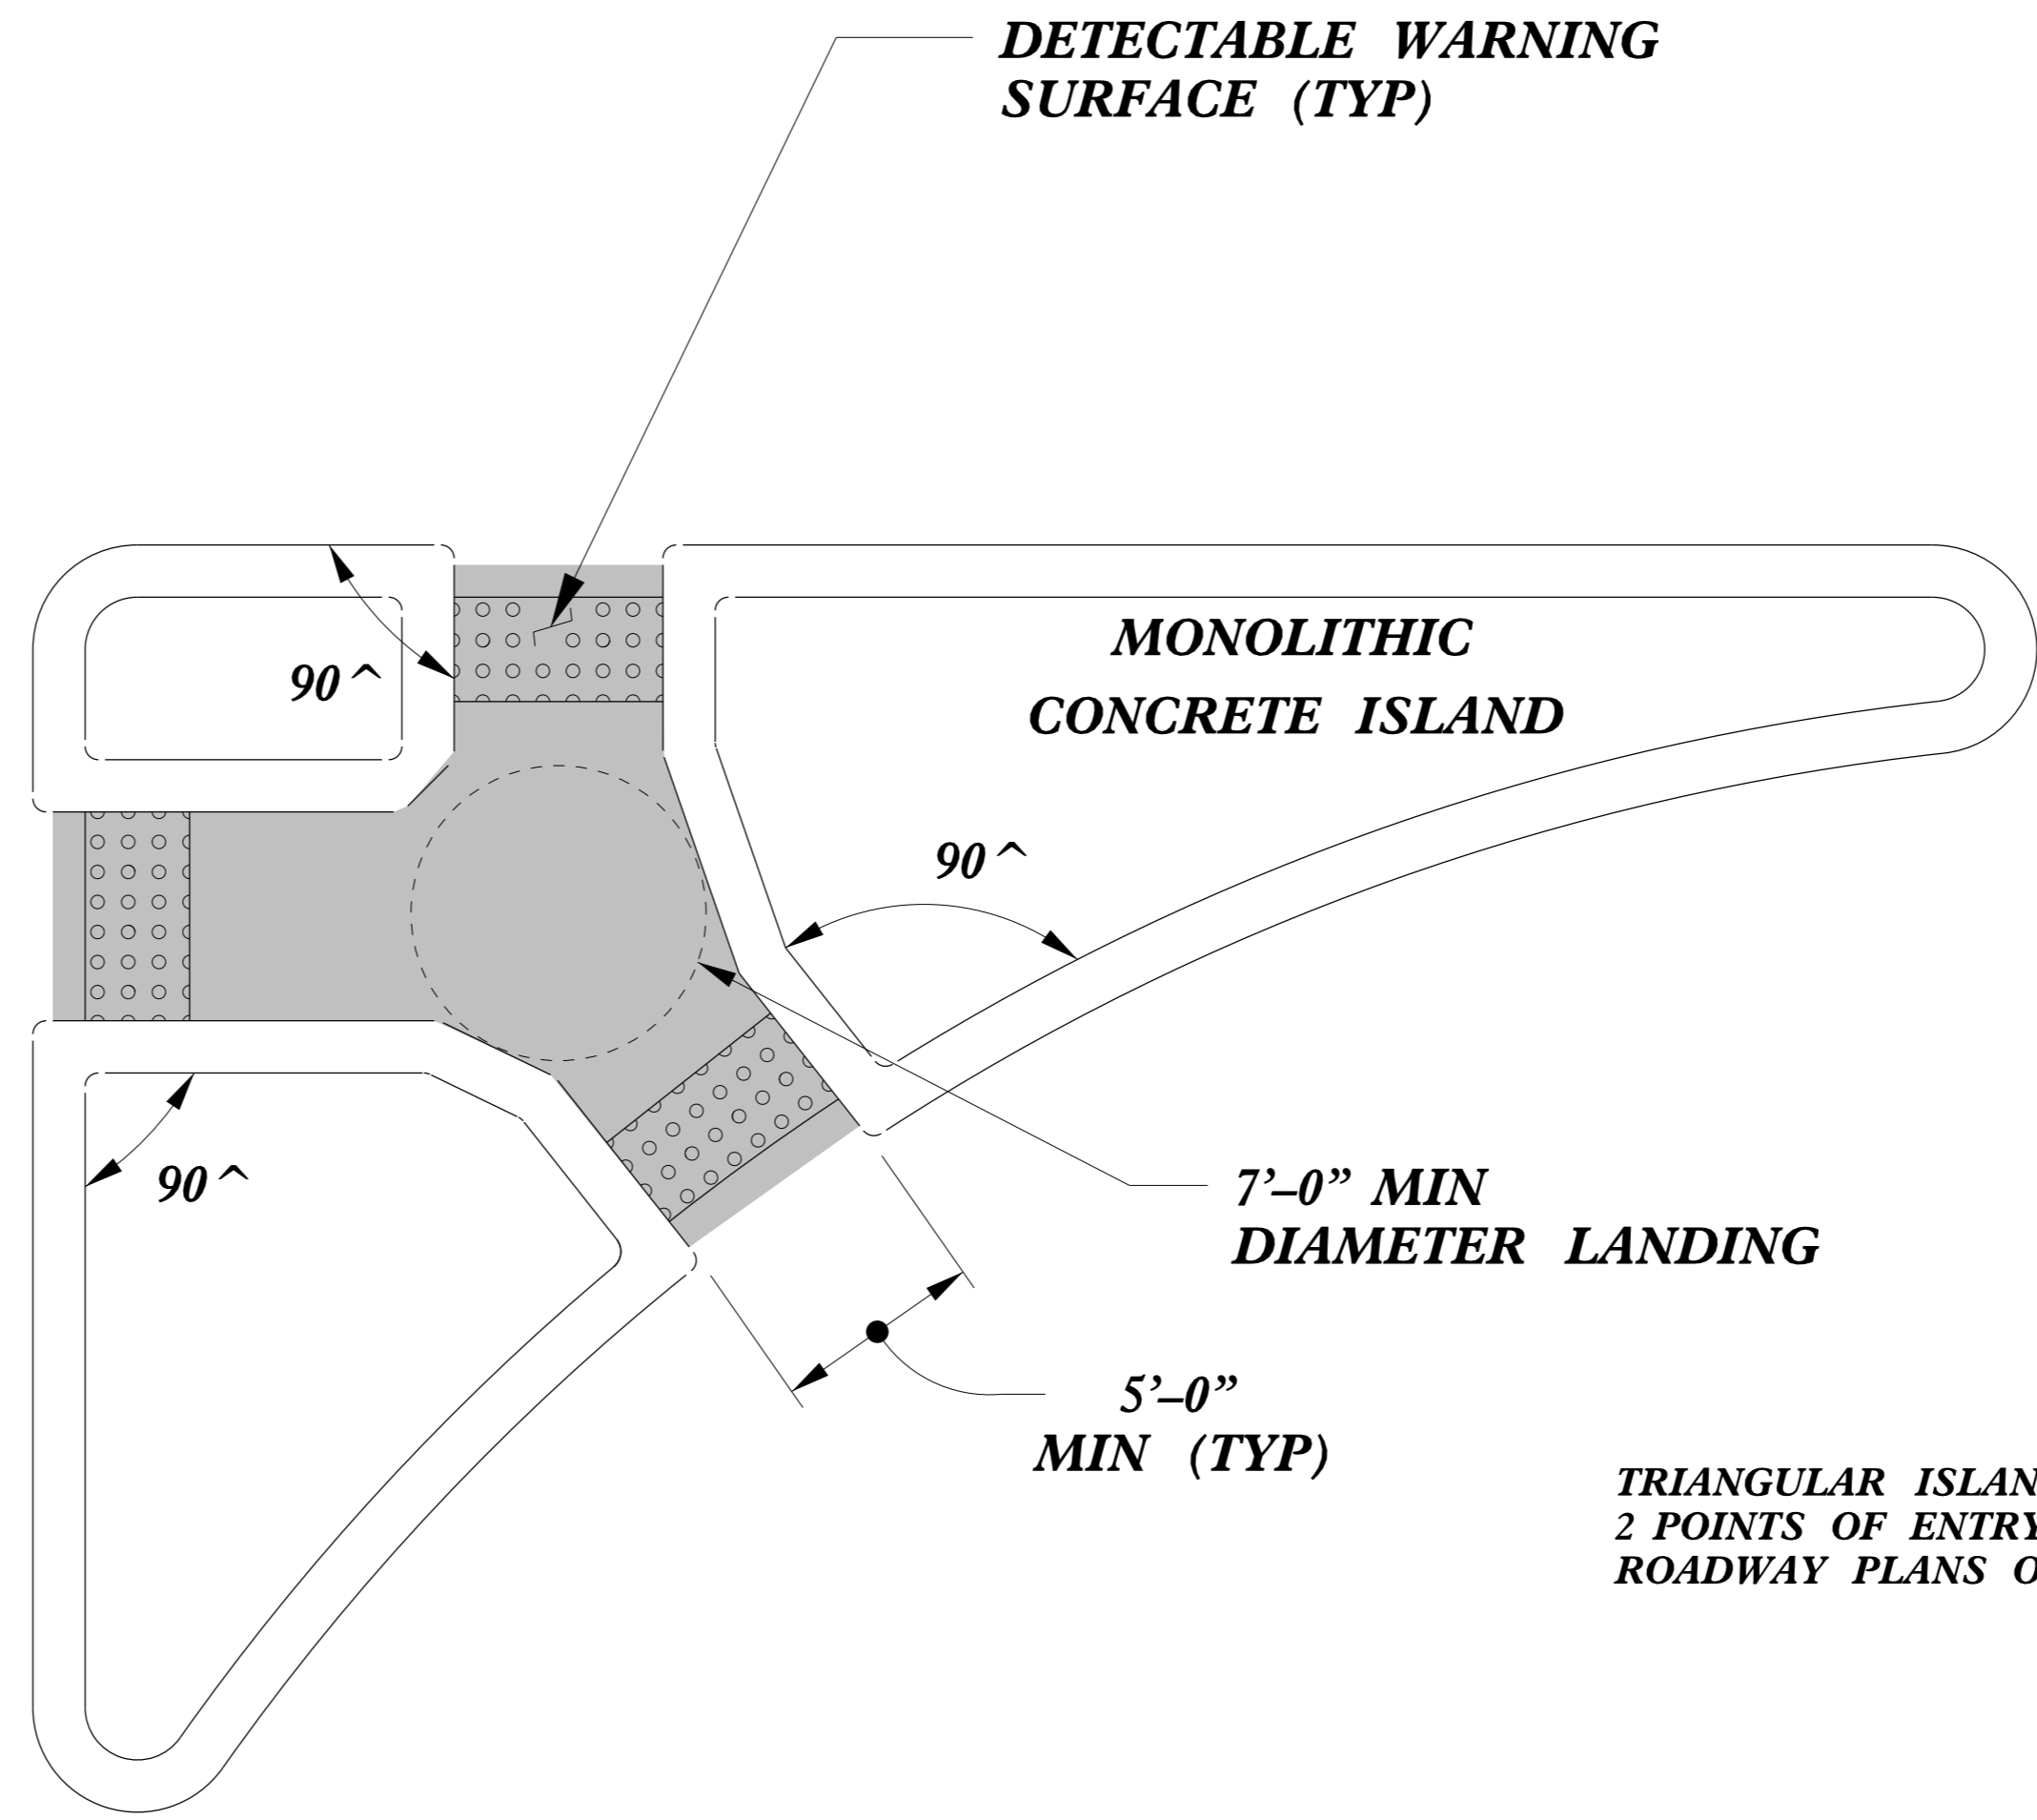 DETECTABLE WARNING
SURFACE (TYP)
MONOLITHIC
CONCRETE ISLAND
90^
90^
90^
7’–0” MIN
DIAMETER LANDING
5’–0”
MIN (TYP)
TRIANGULAR
2 POINTS OF ENTRY
ROADWAY PLANS